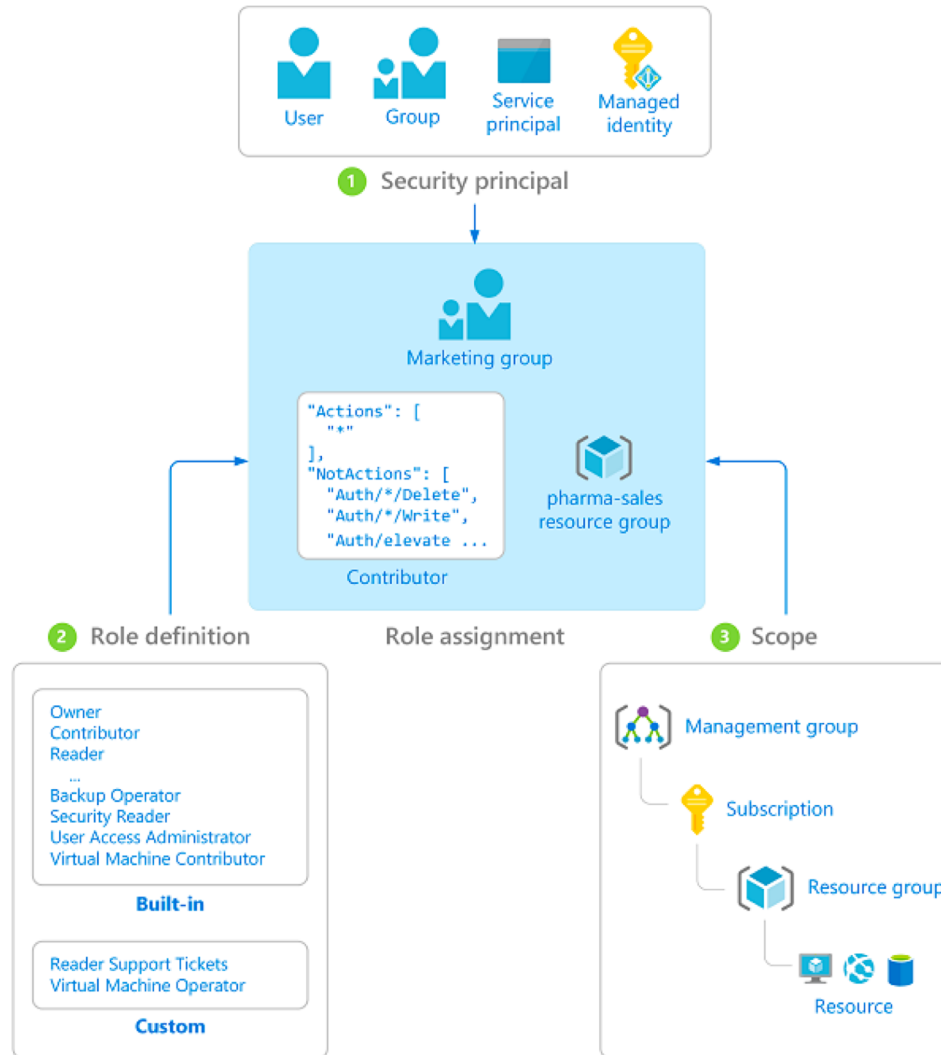 User
Group
Service
principal
Managed
identity
1 Security principal
Marketing group
"Actions": [
"*"
],
"NotActions": [
"Auth/*/Delete",
"Auth/*/Write",
"Auth/elevate ...
Contributor
pharma-sales
resource group
2 Role definition
Role assignment
3 Scope
Owner
Contributor
Reader
...
Backup Operator
Security Reader
User Access Administrator
Virtual Machine Contributor
Built-in
Reader Support Tickets
Virtual Machine Operator
Custom
Management group
Subscription
Resource group
Resource